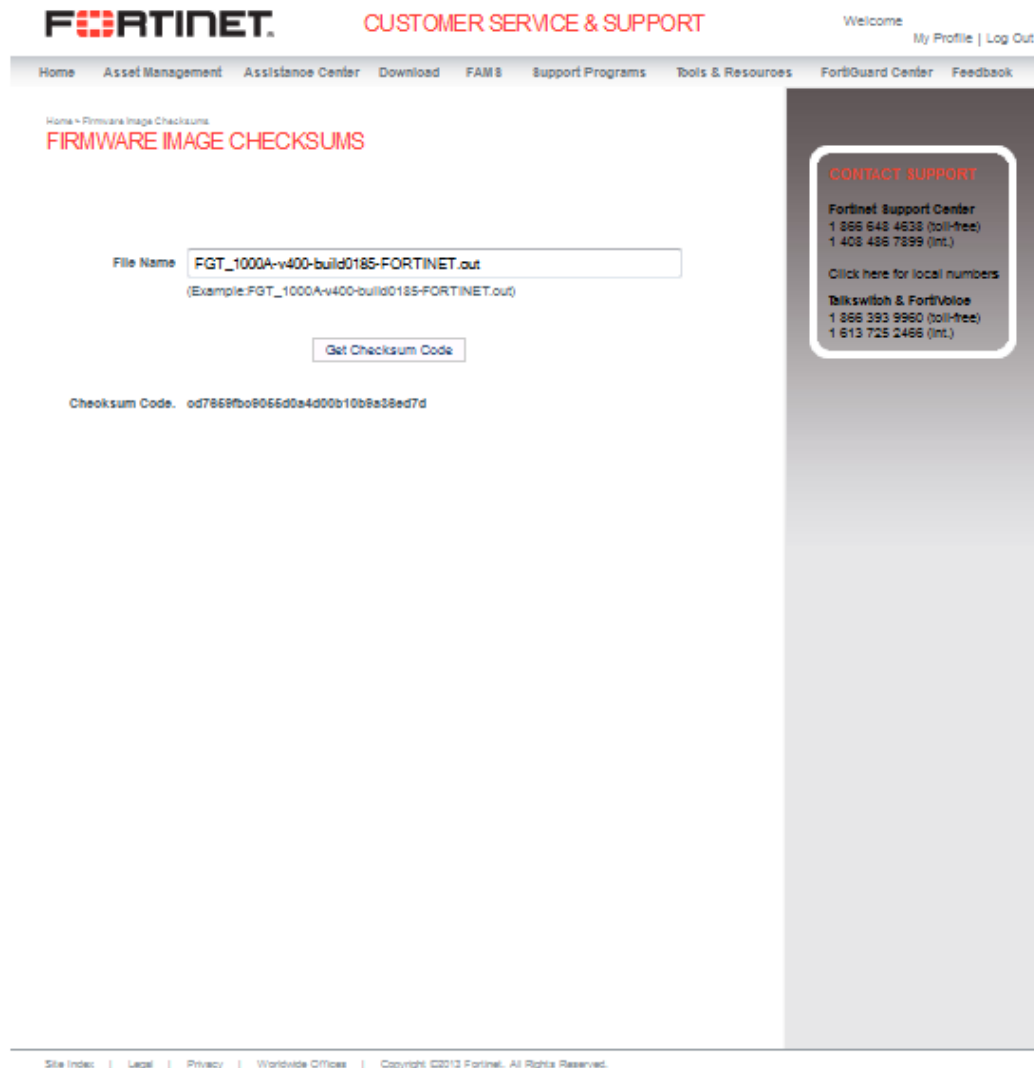 FORTINET.
CUSTOMER SERVICE & SUPPORT
Welcome
My Profile | Log Out
Home Asset Management Assistance Center Download FAMS Support Programs Tools & Resources FortiGuard Center Feedback
Home > Firmware Image Checksums
FIRMWARE IMAGE CHECKSUMS
File Name FGT_1000A-v400-build0185-FORTINET.out
(Example:FGT_1000A-v400-build0185-FORTINET.out)
Get Checksum Code
Checksum Code.
CONTACT SUPPORT
Fortinet Support Center
1 866 648 4638 (toll-free)
1 408 486 7899 (Int.)
Click here for local numbers
Talkswitch & FortiVoice
1 866 393 9960 (toll-free)
1 613 725 2466 (Int.)
Site Index | Legal | Privacy | Worldwide Offices | Copyright ©2013 Fortinet. All Rights Reserved.